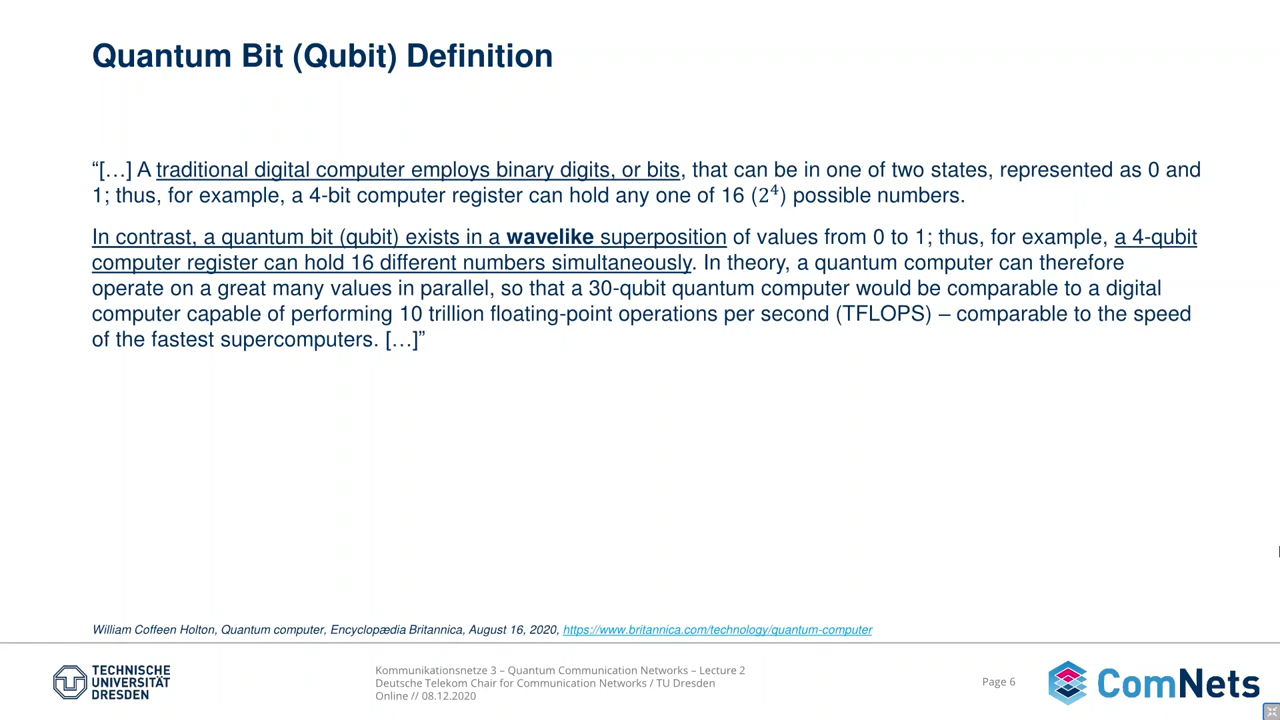 Quantum Bit (Qubit) Definition
“[…] A traditional digital computer employs binary digits, or bits, that can be in one of two states, represented as 0 and
1; thus, for example, a 4-bit computer register can hold any one of 16 (2⁴) possible numbers.
In contrast, a quantum bit (qubit) exists in a wavelike superposition of values from 0 to 1; thus, for example, a 4-qubit
computer register can hold 16 different numbers simultaneously. In theory, a quantum computer can therefore
operate on a great many values in parallel, so that a 30-qubit quantum computer would be comparable to a digital
computer capable of performing 10 trillion floating-point operations per second (TFLOPS) – comparable to the speed
of the fastest supercomputers. […]”
William Coffeen Holton, Quantum computer, Encyclopædia Britannica, August 16, 2020, https://www.britannica.com/technology/quantum-computer
TECHNISCHE
UNIVERSITÄT
DRESDEN
Kommunikationsnetze 3 – Quantum Communication Networks – Lecture 2
Deutsche Telekom Chair for Communication Networks / TU Dresden
Online // 08.12.2020
Page 6
ComNets